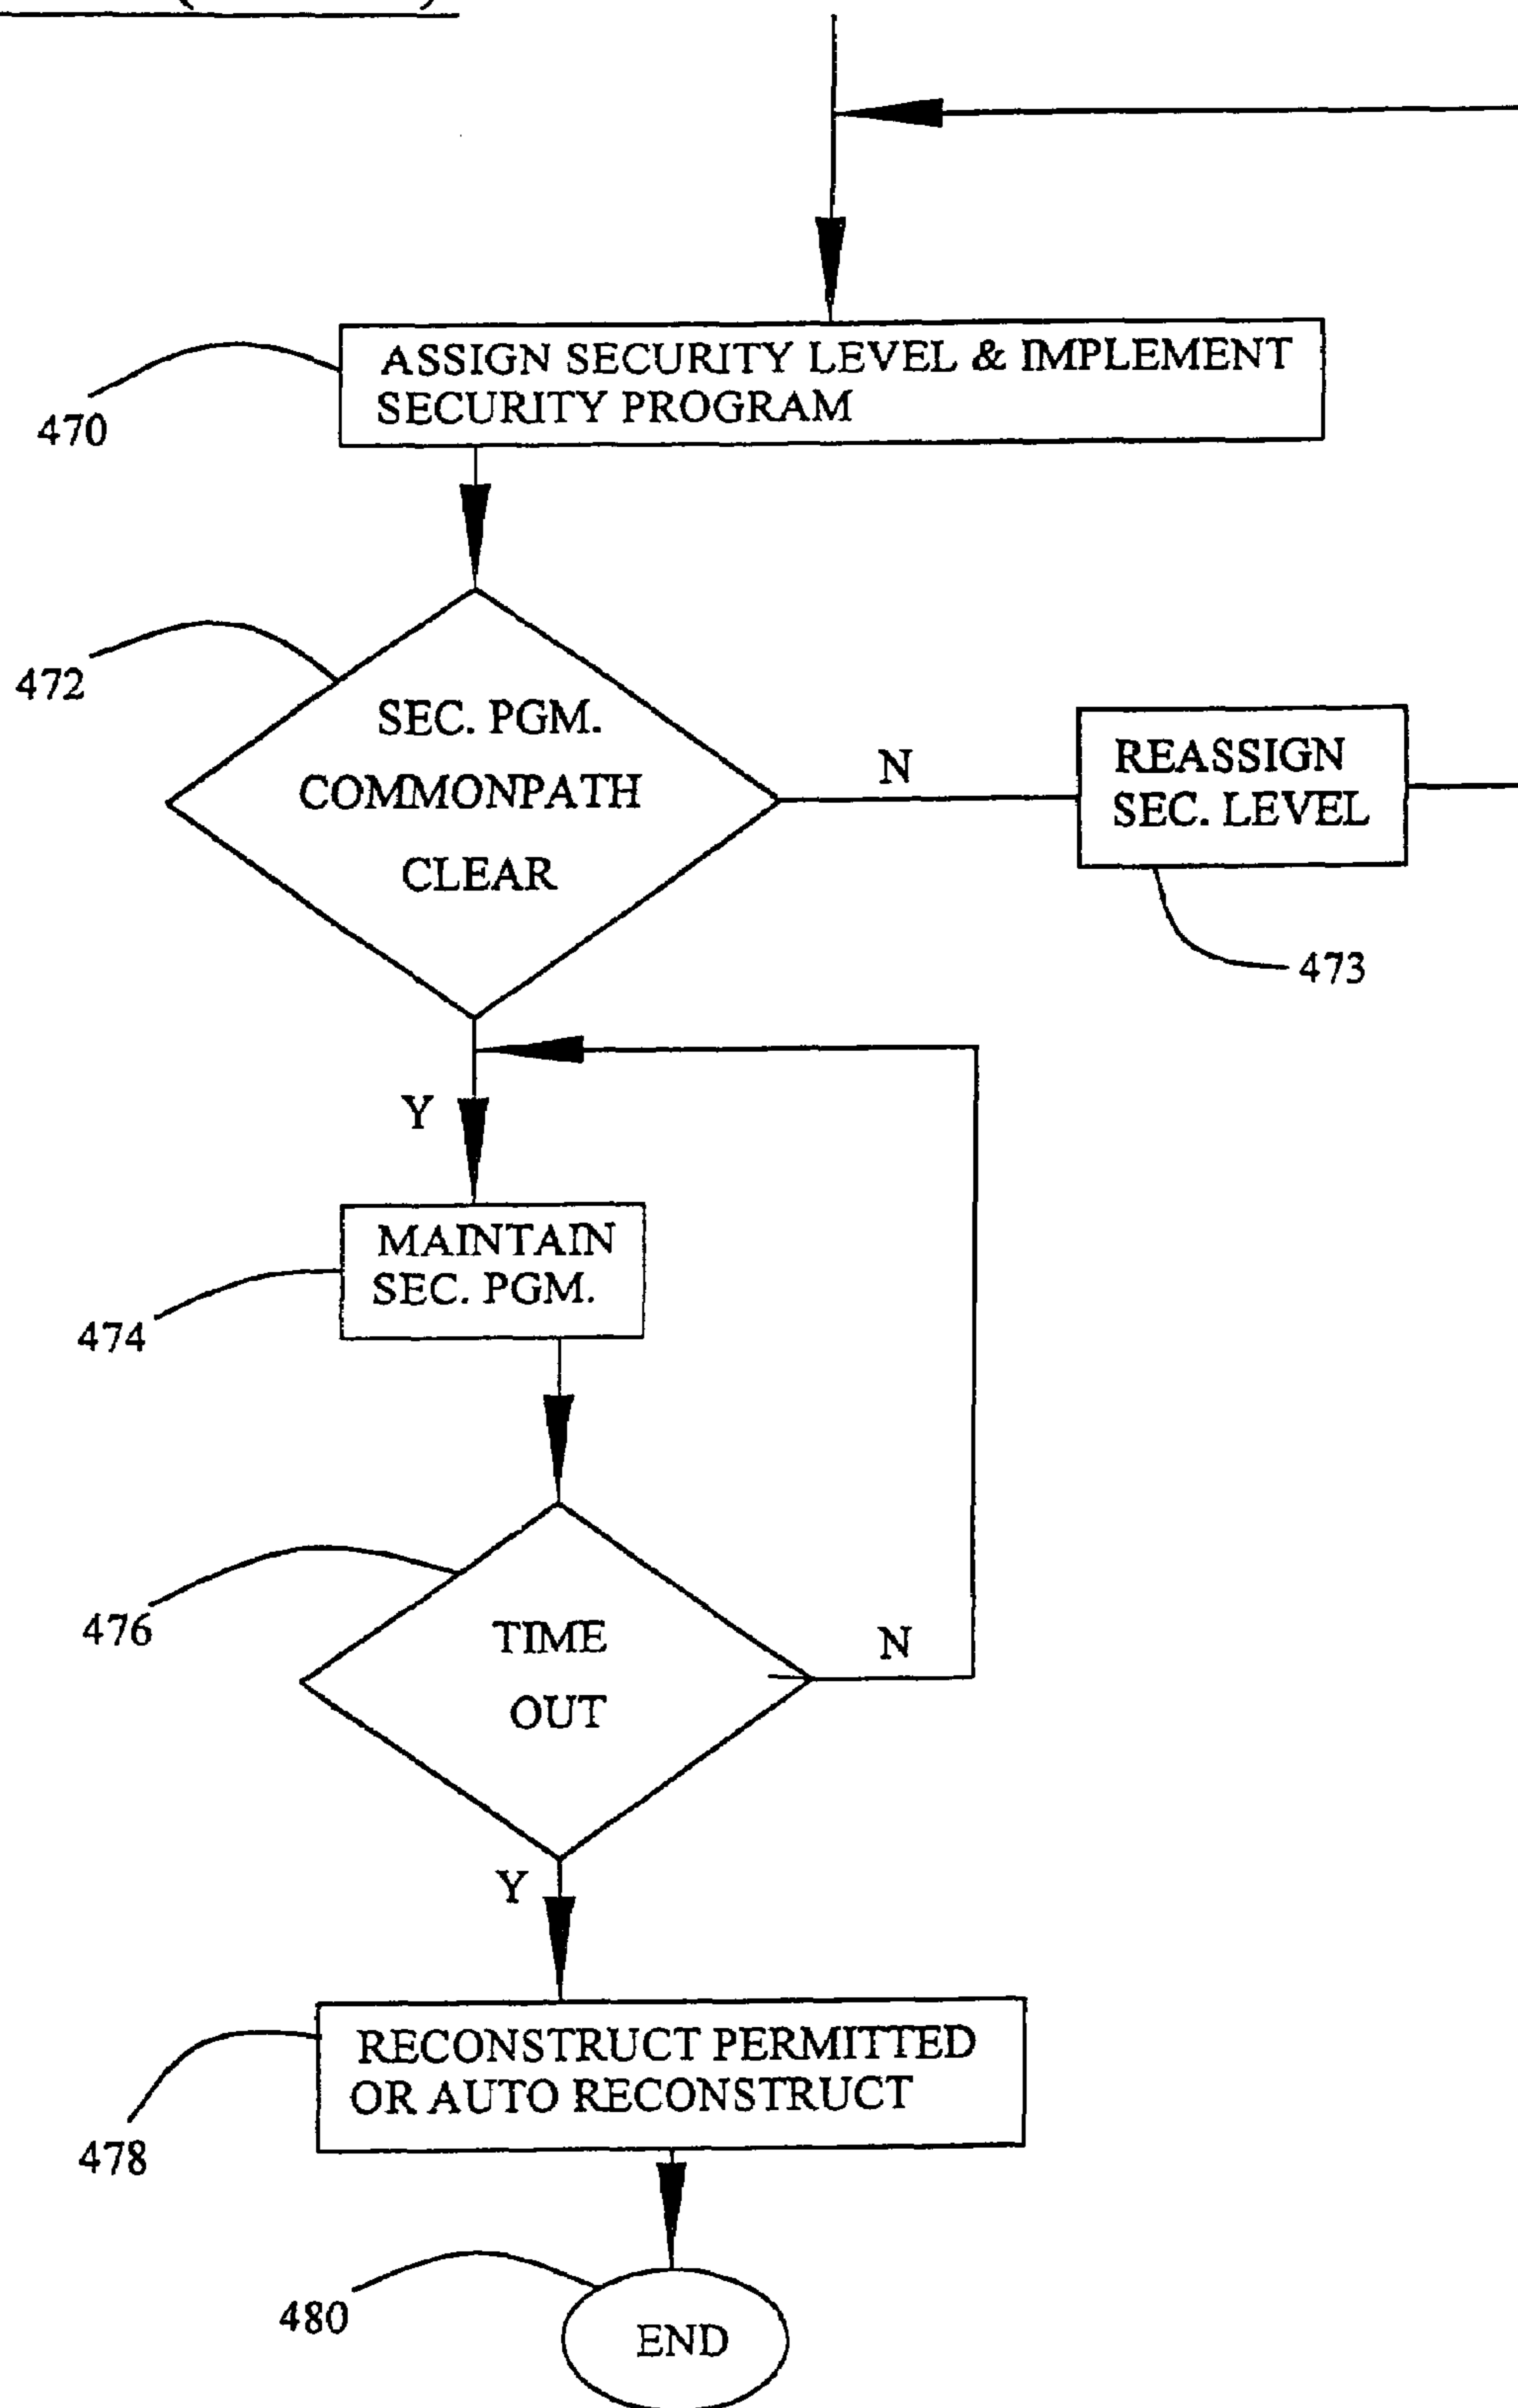 ASSIGN SECURITY LEVEL & IMPLEMENT
SECURITY PROGRAM
470
472
SEC. PGM.
COMMONPATH
CLEAR
N
REASSIGN
SEC. LEVEL
473
Y
MAINTAIN
SEC. PGM.
474
476
TIME
OUT
N
Y
RECONSTRUCT PERMITTED
OR AUTO RECONSTRUCT
478
480
END